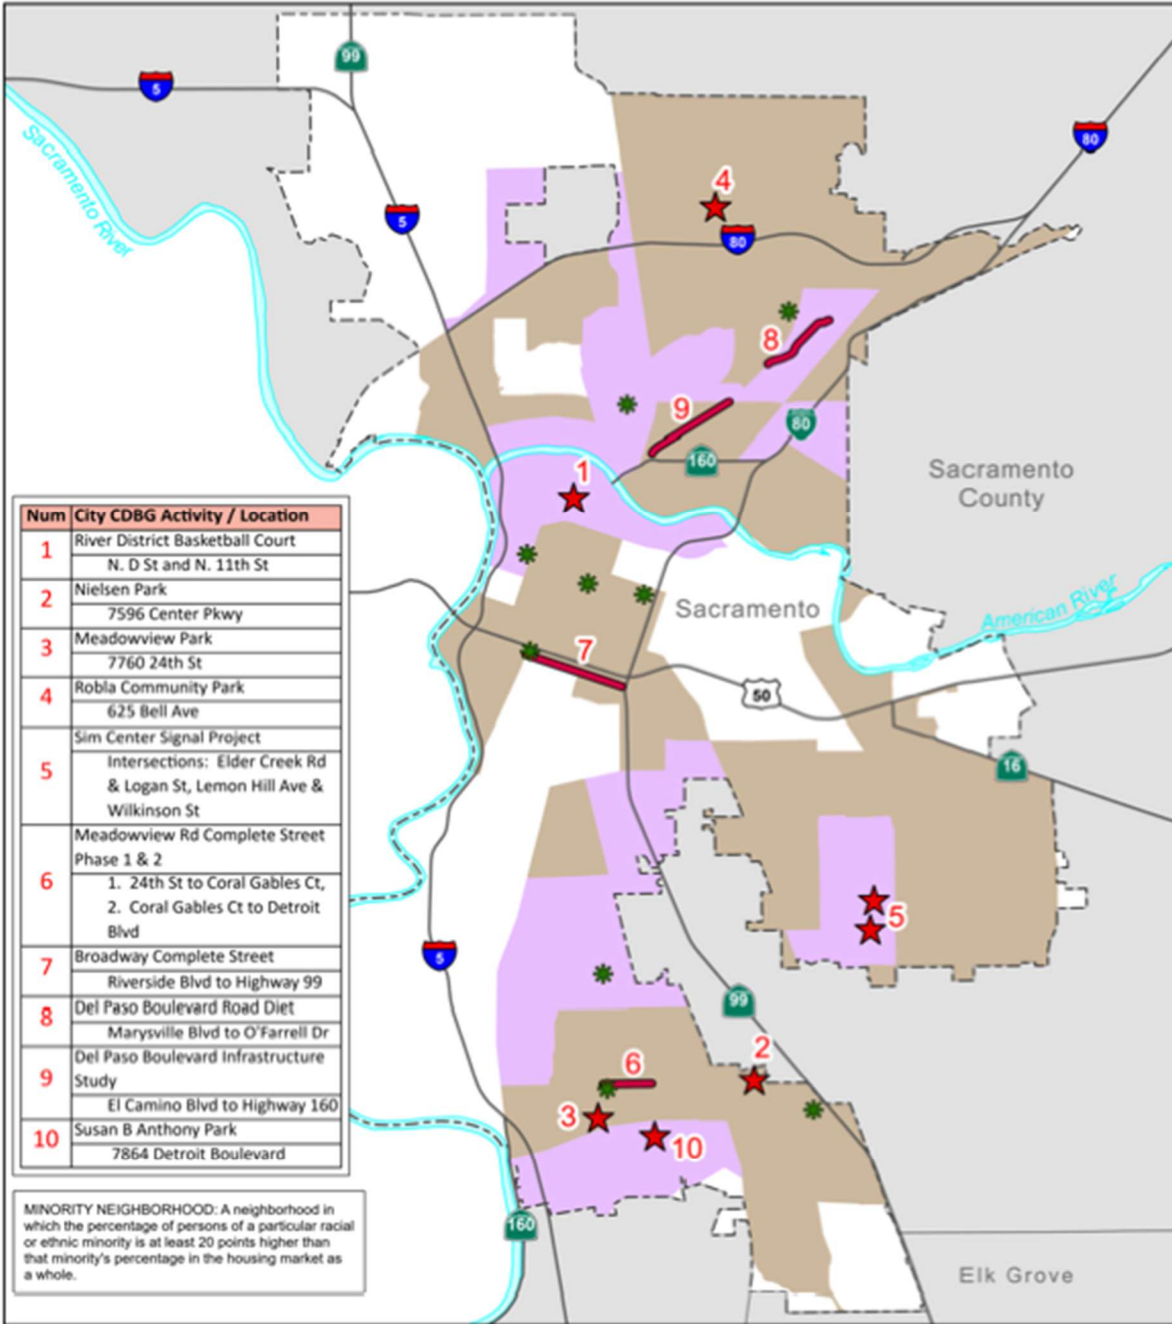 99
5
80
Sacramento River
5
4
80
8
9
80
160
1
Sacramento
County
American River
Sacramento
7
50
16
5
5
99
2
6
3
10
160
Elk Grove
Num City CDBG Activity / Location
1 River District Basketball Court
N. D St and N. 11th St
2 Nielsen Park
7596 Center Pkwy
3 Meadowview Park
7760 24th St
4 Robla Community Park
625 Bell Ave
5 Sim Center Signal Project
Intersections: Elder Creek Rd
& Logan St, Lemon Hill Ave &
Wilkinson St
6 Meadowview Rd Complete Street
Phase 1 & 2
1. 24th St to Coral Gables Ct,
2. Coral Gables Ct to Detroit
Blvd
7 Broadway Complete Street
Riverside Blvd to Highway 99
8 Del Paso Boulevard Road Diet
Marysville Blvd to O'Farrell Dr
9 Del Paso Boulevard Infrastructure
Study
El Camino Blvd to Highway 160
10 Susan B Anthony Park
7864 Detroit Boulevard
MINORITY NEIGHBORHOOD: A neighborhood in
which the percentage of persons of a particular racial
or ethnic minority is at least 20 points higher than
that minority's percentage in the housing market as
a whole.